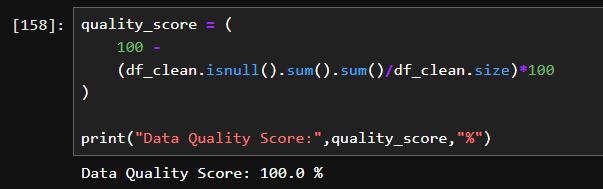 [158]: quality_score = (
    100 -
    (df_clean.isnull().sum().sum()/df_clean.size)*100
)
print("Data Quality Score:",quality_score,"%")
Data Quality Score: 100.0 %